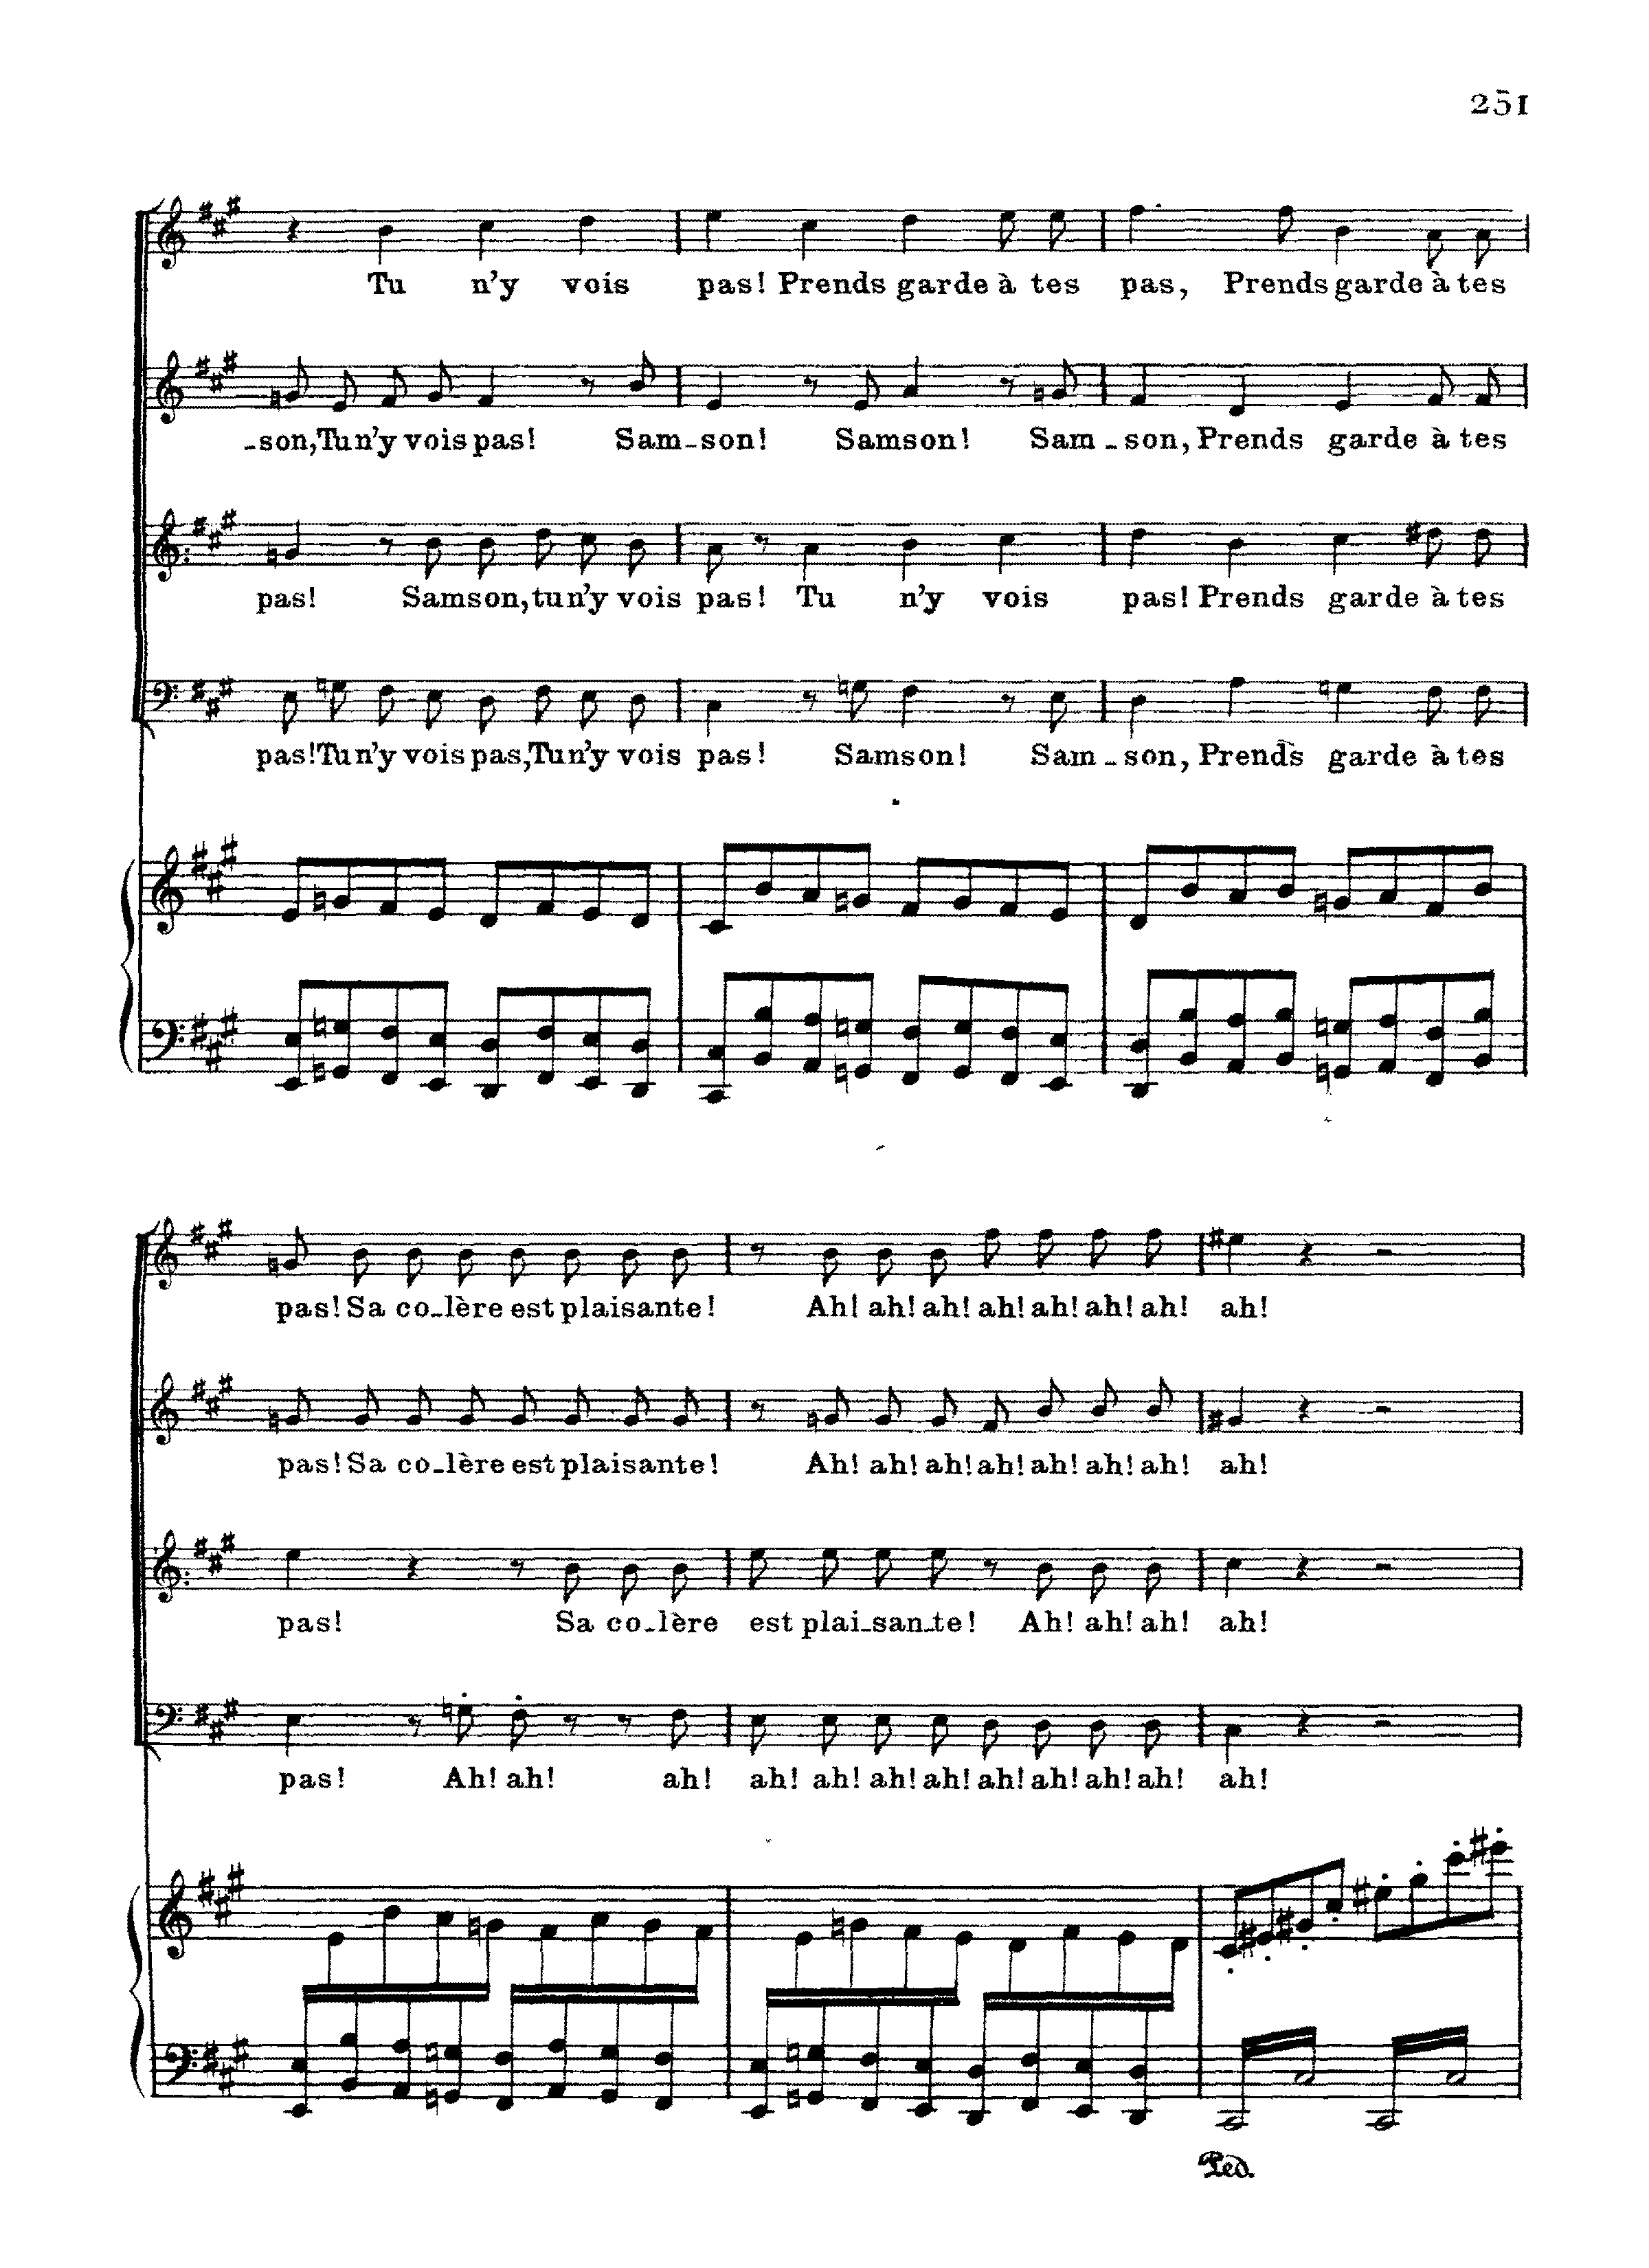 251
Tu n'y vois pas! Prends garde à tes pas, Prends garde à tes
-son, Tu n'y vois pas! Sam-son! Samson! Sam-son, Prends garde à tes
pas! Samson, tu n'y vois pas! Tu n'y vois pas! Prends garde à tes
pas! Tu n'y vois pas, Tu n'y vois pas! Samson! Sam-son, Prends garde à tes
pas! Sa co-lère est plaisante! Ah! ah! ah! ah! ah! ah! ah! ah!
pas! Sa co-lère est plaisante! Ah! ah! ah! ah! ah! ah! ah! ah!
pas! Sa co-lère est plai-san-te! Ah! ah! ah! ah!
pas! Ah! ah! ah! ah! ah! ah! ah! ah! ah! ah! ah! ah!
Ped.